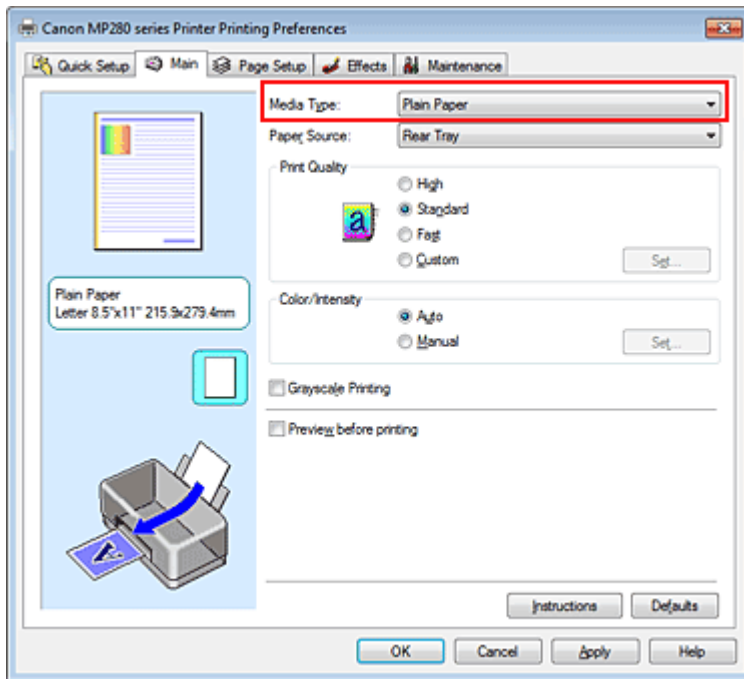 Canon MP280 series Printer Printing Preferences
Quick Setup Main Page Setup Effects Maintenance
Media Type: Plain Paper
Paper Source: Rear Tray
Print Quality
High
a
Standard
Fast
Custom Set...
Plain Paper
Letter 8.5"x11" 215.9x279.4mm
Color/Intensity
Auto
Manual Set...
Grayscale Printing
Preview before printing
A
Instructions Defaults
OK Cancel Apply Help